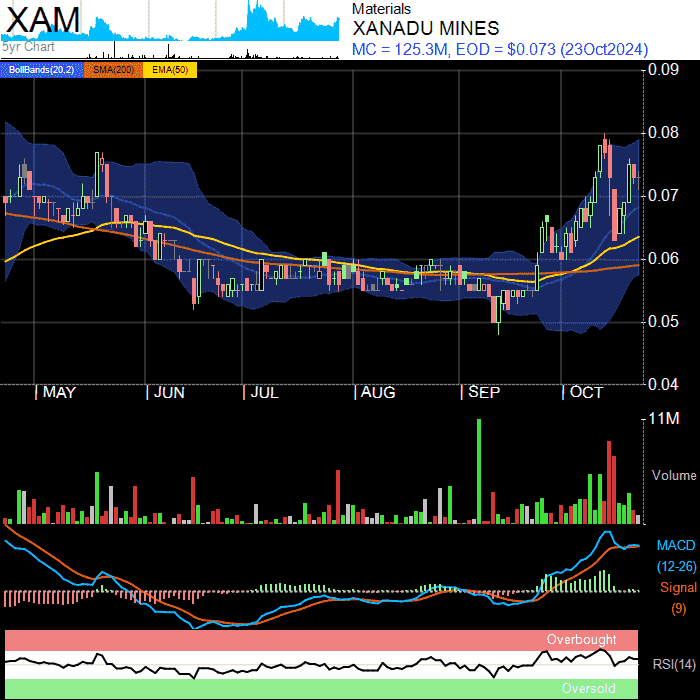 XAM
Materials
XANADU MINES
5yr Chart
MC = 125.3M, EOD = $0.073 (23Oct2024)
BollBands(20,2) SMA(200) EMA(50)
0.09
0.08
0.07
0.06
0.05
0.04
| MAY | JUN | JUL | AUG | SEP | OCT
11M
Volume
MACD
(12-26)
Signal
(9)
Overbought
RSI(14)
Oversold